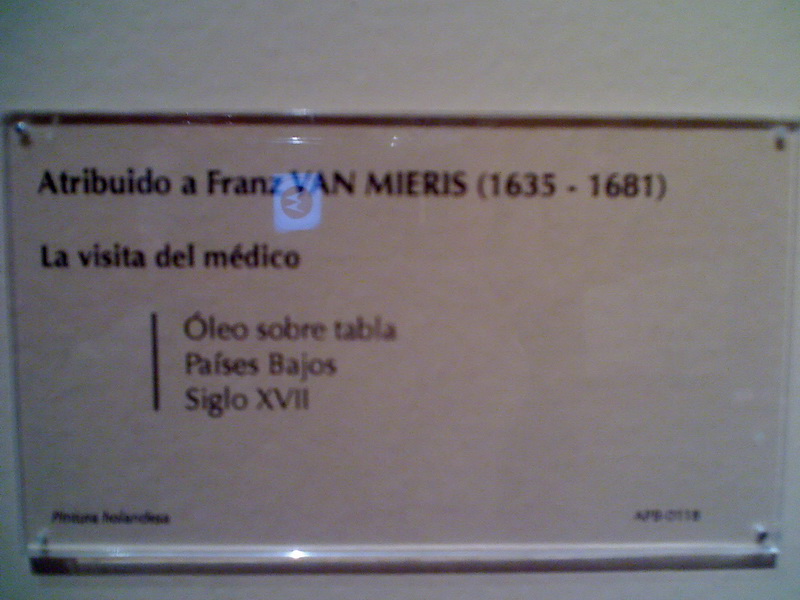 Atribuido a Franz VAN MIERIS (1635 - 1681)
La visita del médico
Óleo sobre tabla
Países Bajos
Siglo XVII
Pintura holandesa